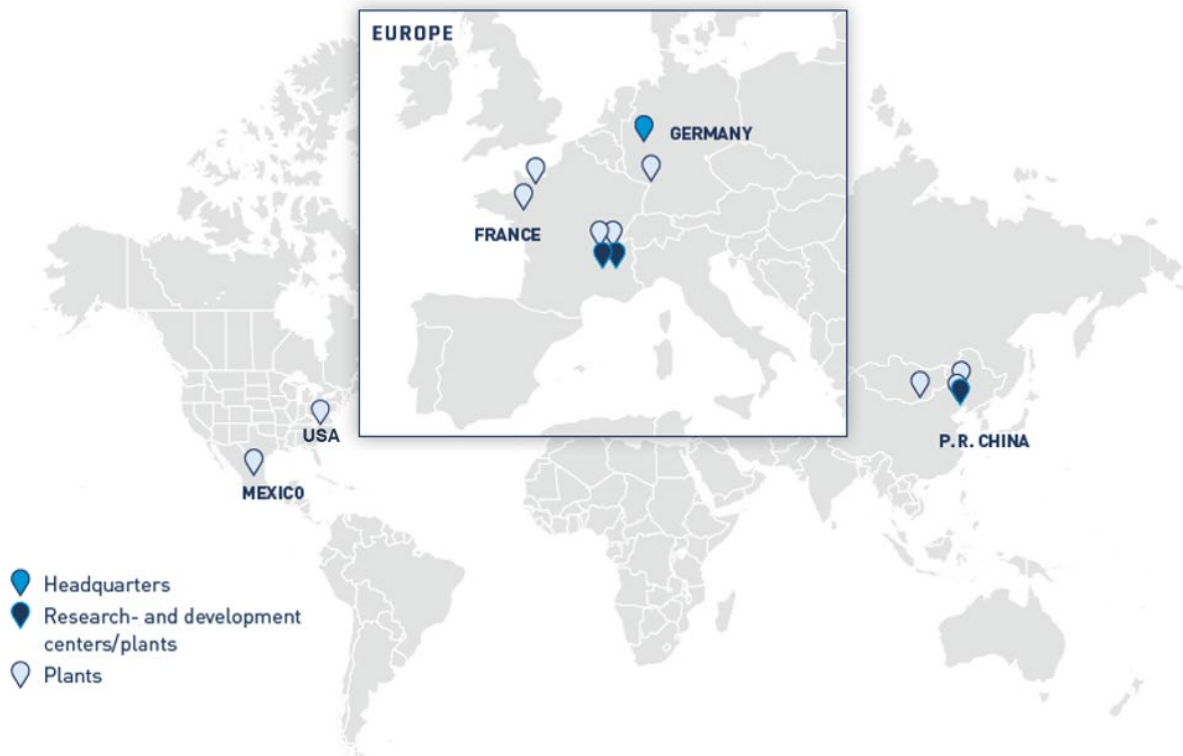 EUROPE
GERMANY
FRANCE
USA
MEXICO
P.R. CHINA
Headquarters
Research- and development
centers/plants
Plants